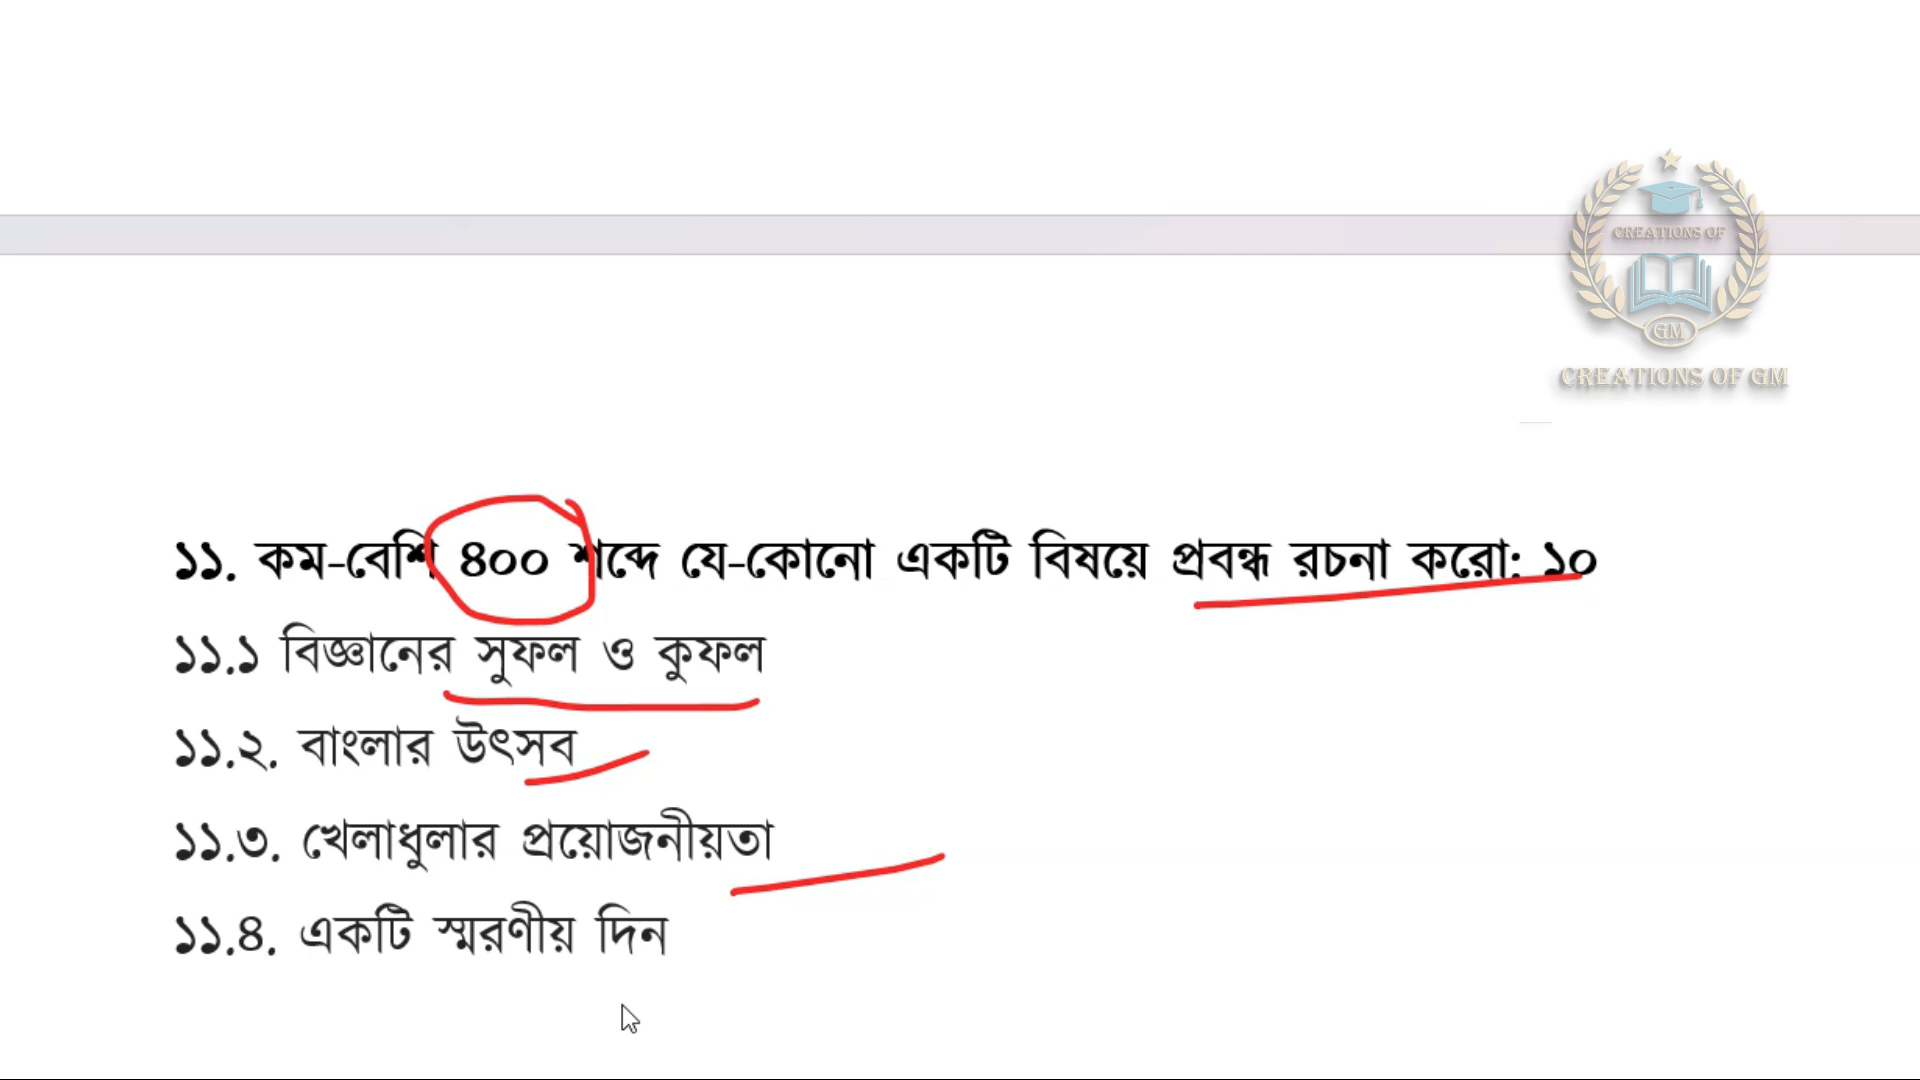 CREATIONS OF
GM
CREATIONS OF GM
১১. কম-বেশি ৪০০ শব্দে যে-কোনো একটি বিষয়ে প্রবন্ধ রচনা করো: ১০
১১.১ বিজ্ঞানের সুফল ও কুফল
১১.২. বাংলার উৎসব
১১.৩. খেলাধুলার প্রয়োজনীয়তা
১১.৪. একটি স্মরণীয় দিন